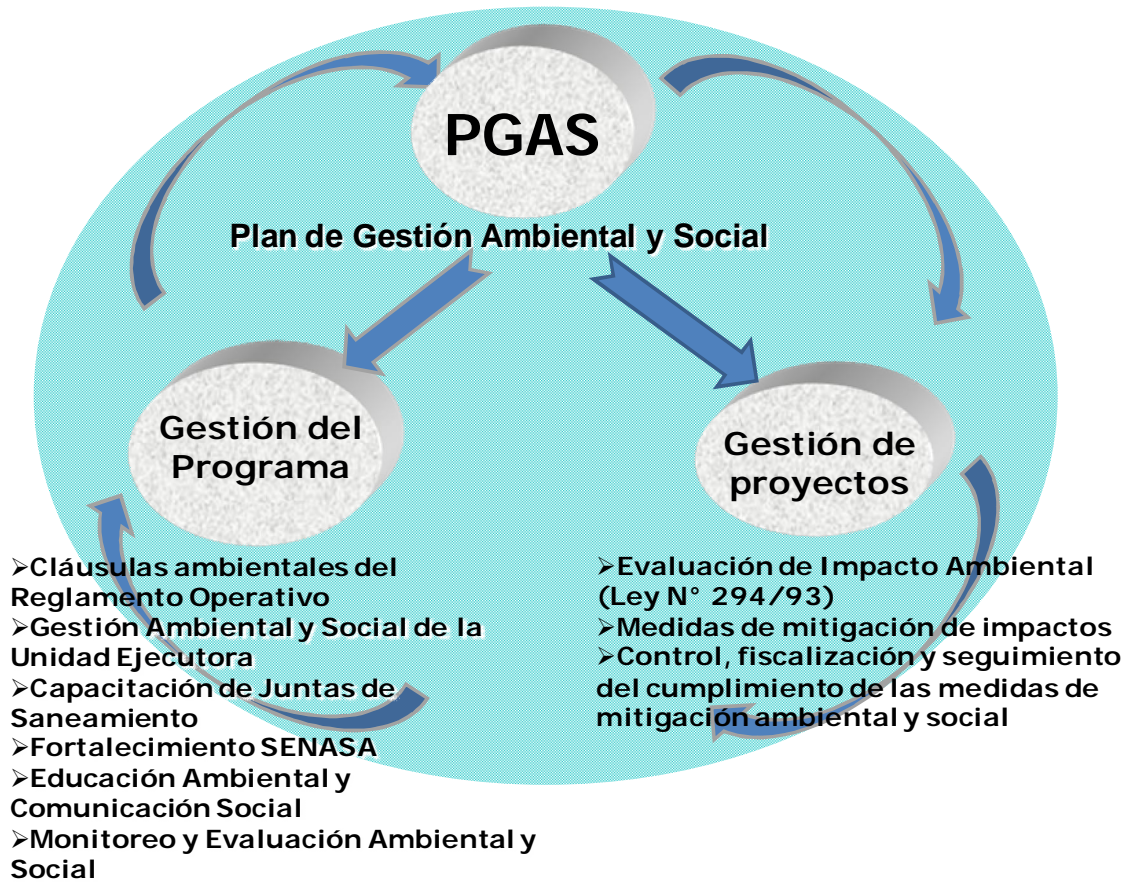 PGAS
Plan de Gestión Ambiental y Social
Gestión del
Programa
Gestión de
proyectos
➢Cláusulas ambientales del
Reglamento Operativo
➢Gestión Ambiental y Social de la
Unidad Ejecutora
➢Capacitación de Juntas de
Saneamiento
➢Fortalecimiento SENASA
➢Educación Ambiental y
Comunicación Social
➢Monitoreo y Evaluación Ambiental y
Social
➢Evaluación de Impacto Ambiental
(Ley N° 294/93)
➢Medidas de mitigación de impactos
➢Control, fiscalización y seguimiento
del cumplimiento de las medidas de
mitigación ambiental y social